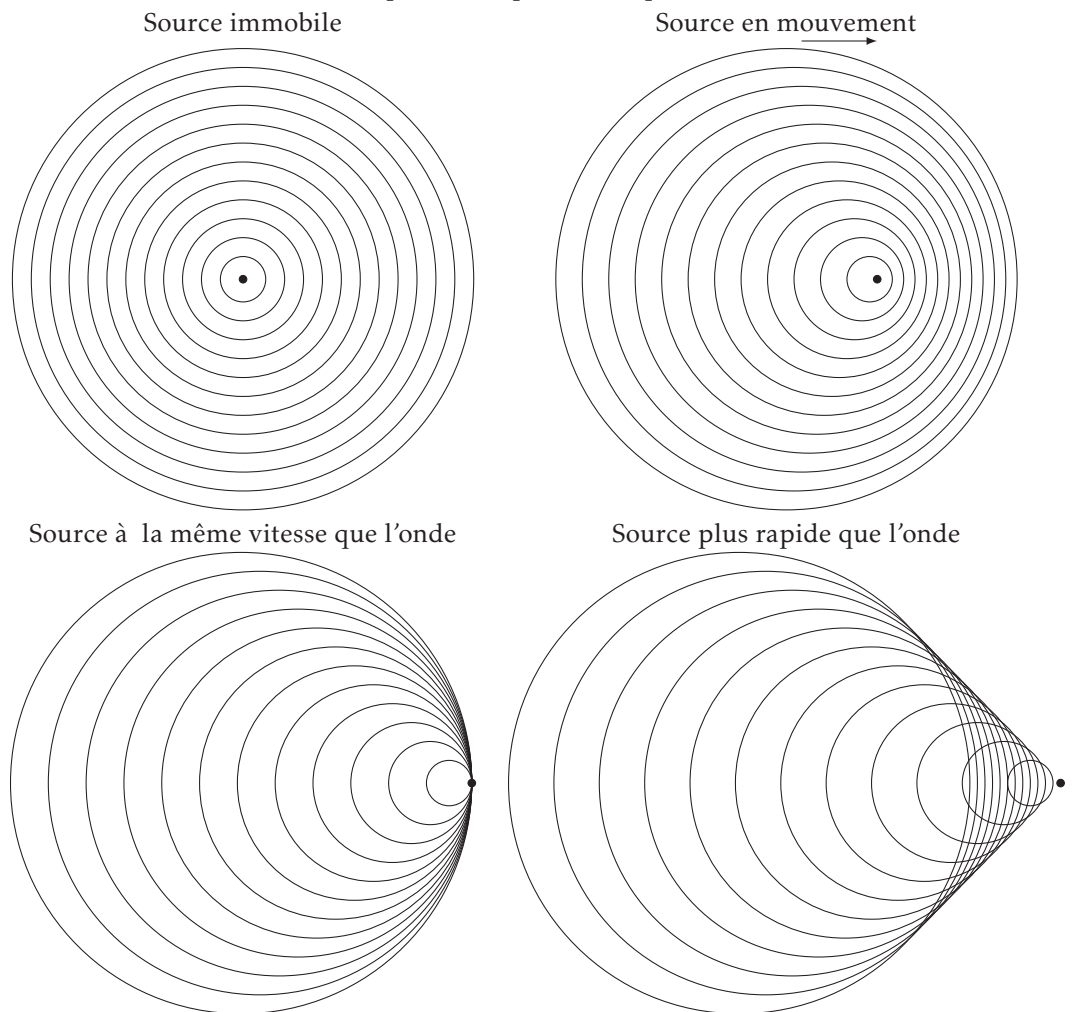 Source immobile
Source en mouvement
Source à la même vitesse que l'onde
Source plus rapide que l'onde